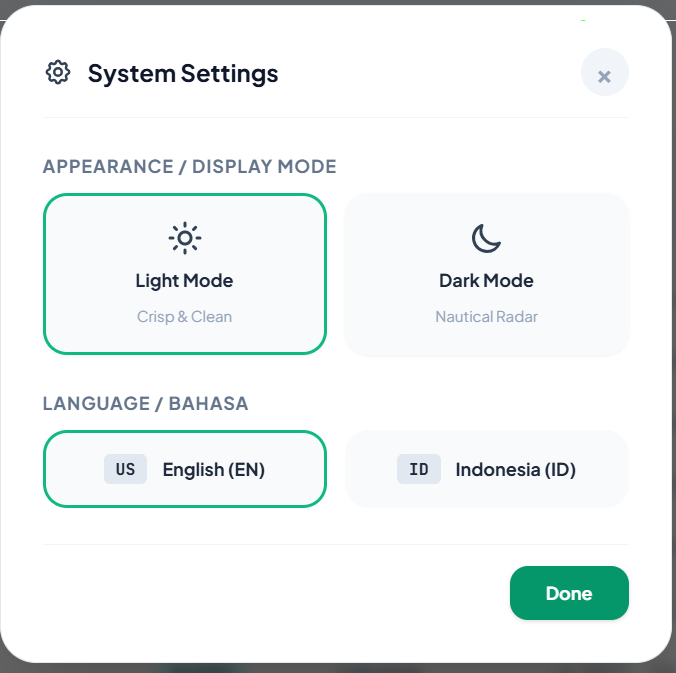 System Settings
×
APPEARANCE / DISPLAY MODE
Light Mode
Crisp & Clean
Dark Mode
Nautical Radar
LANGUAGE / BAHASA
US English (EN)
ID Indonesia (ID)
Done